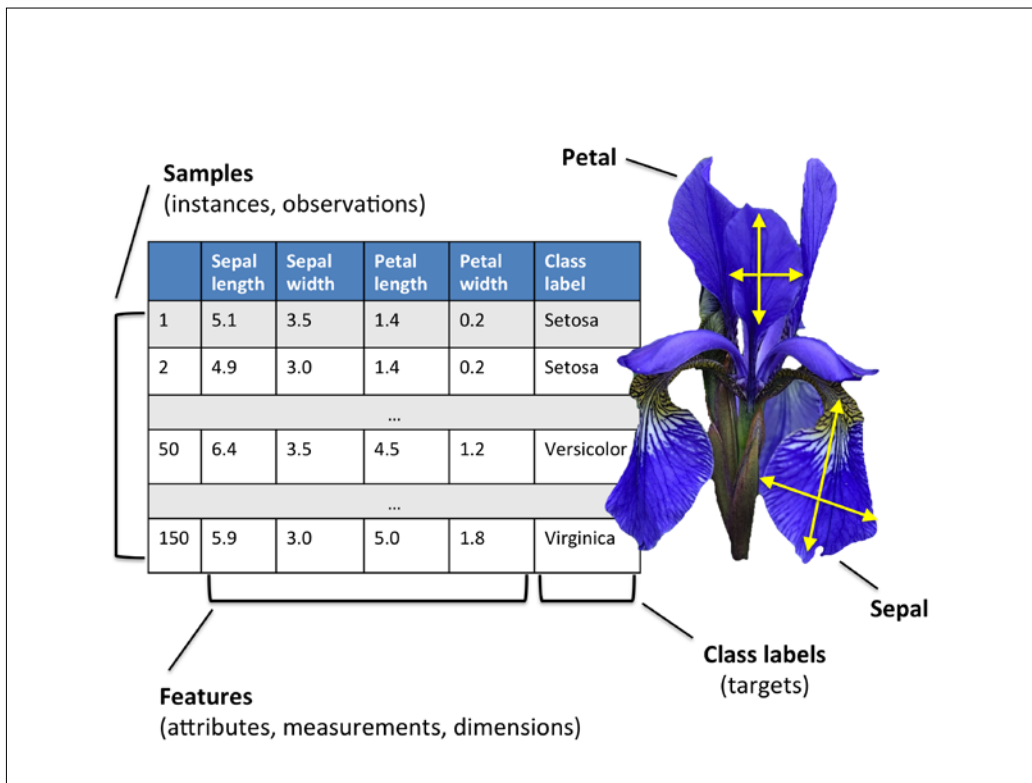 Samples
(instances, observations)
Petal
Sepal length Sepal width Petal length Petal width Class label
1 5.1 3.5 1.4 0.2 Setosa
2 4.9 3.0 1.4 0.2 Setosa
...
50 6.4 3.5 4.5 1.2 Versicolor
...
150 5.9 3.0 5.0 1.8 Virginica
Sepal
Class labels
(targets)
Features
(attributes, measurements, dimensions)